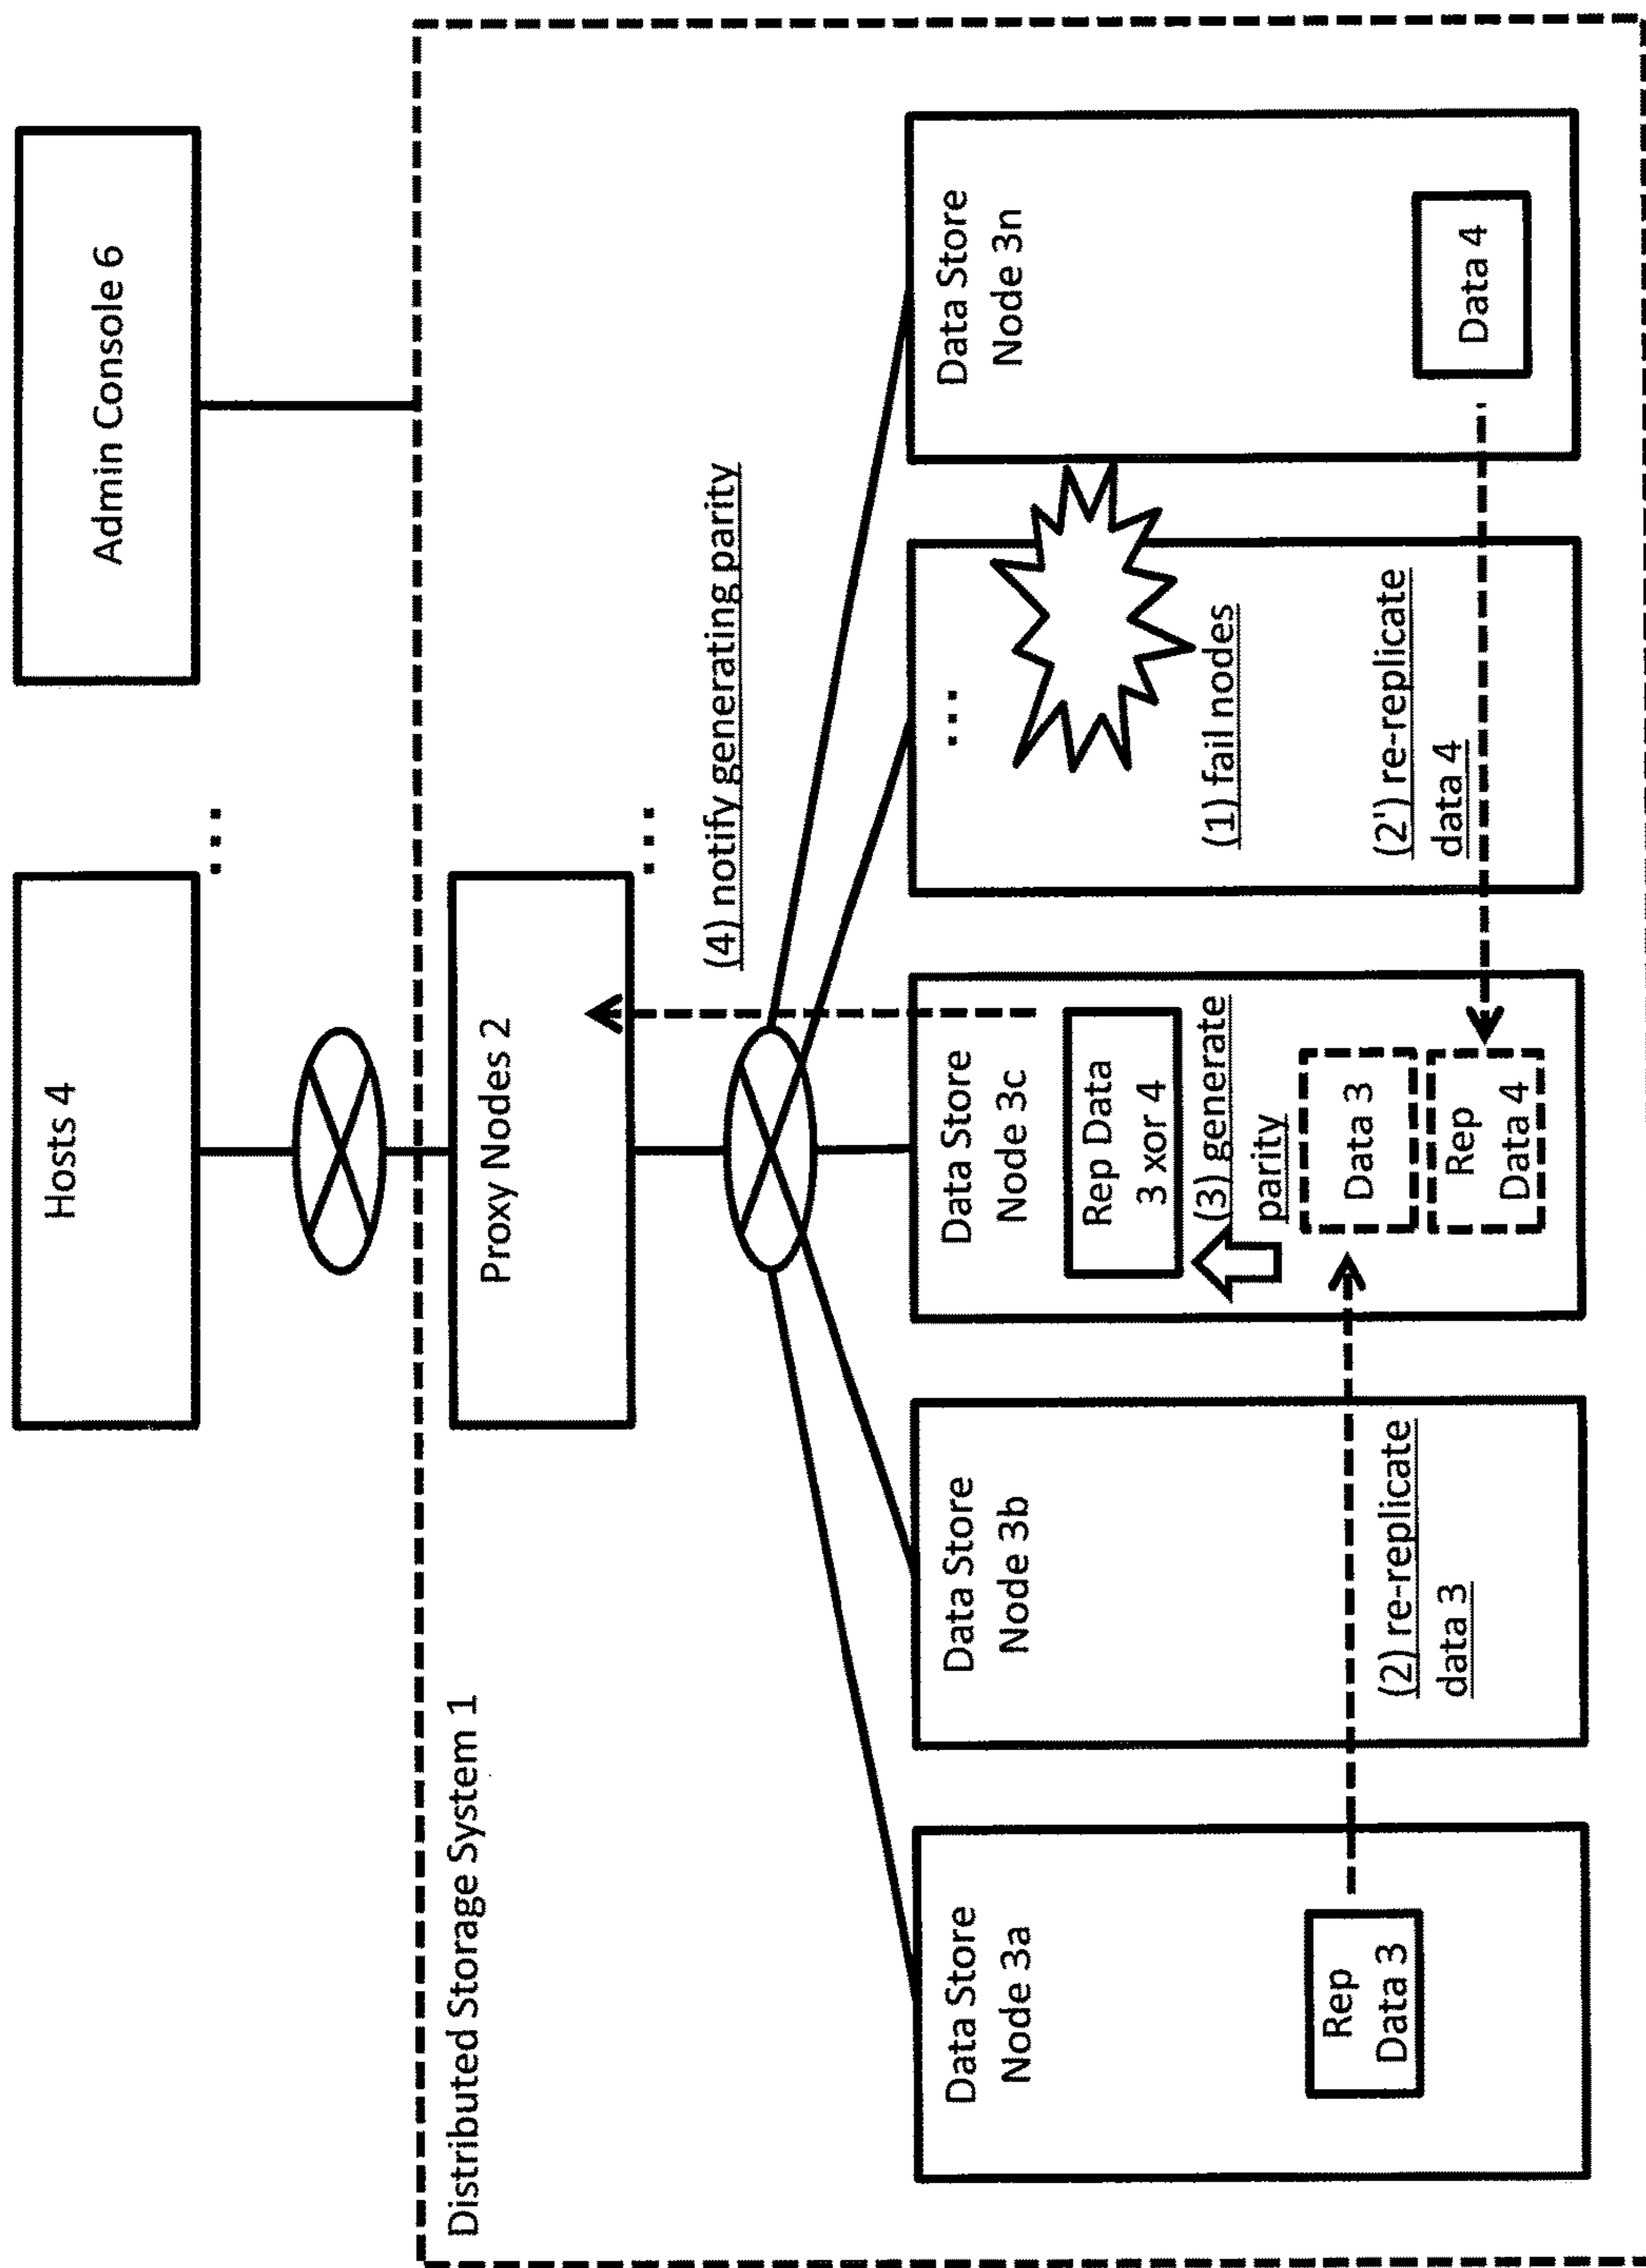 Hosts 4
...
Admin Console 6
Distributed Storage System 1
Proxy Nodes 2
...
(4) notify generating parity
Data Store
Node 3a
Rep
Data 3
Data Store
Node 3b
(2) re-replicate
data 3
Data Store
Node 3c
Rep Data
3 xor 4
(3) generate
parity
Data 3
Rep
Data 4
...
(1) fail nodes
(2') re-replicate
data 4
Data Store
Node 3n
Data 4